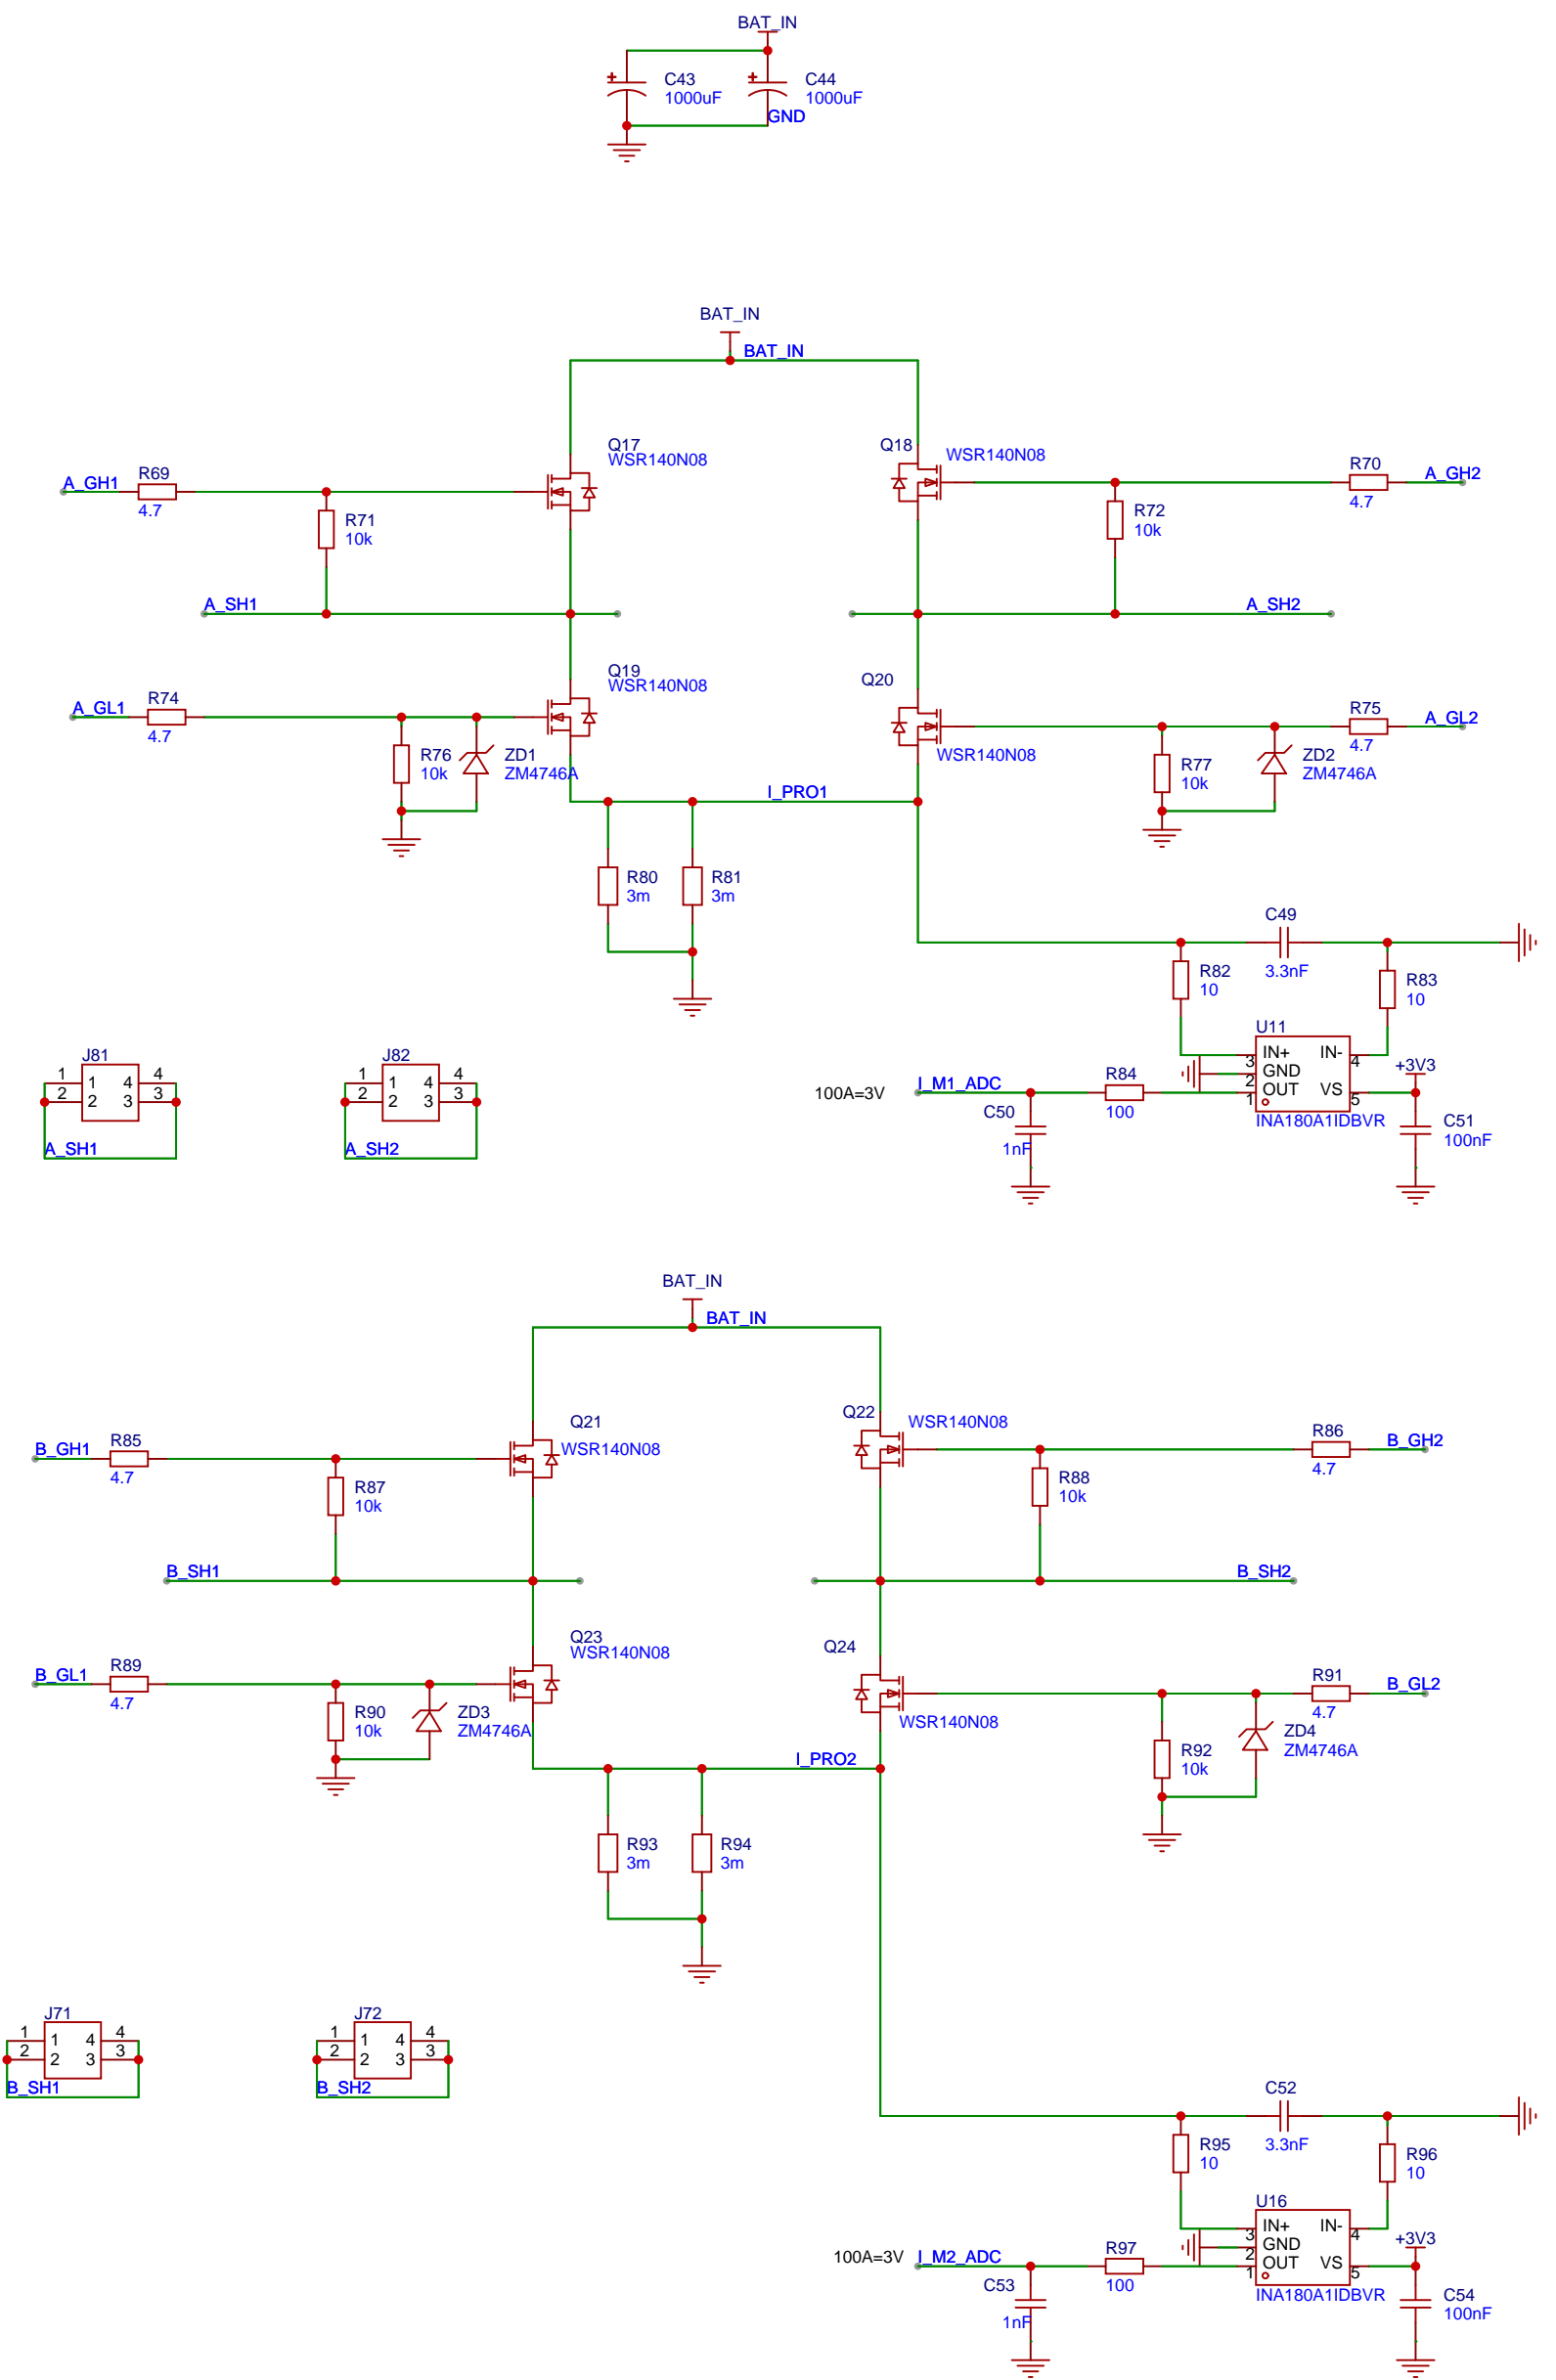 BAT_IN
C43
1000uF
C44
1000uF
GND
BAT_IN
BAT_IN
Q17
WSR140N08
Q18
WSR140N08
A_GH1
R69
4.7
R71
10k
R72
10k
R70
4.7
A_GH2
A_SH1
A_SH2
Q19
WSR140N08
Q20
WSR140N08
A_GL1
R74
4.7
R76
10k
ZD1
ZM4746A
R75
4.7
A_GL2
R77
10k
ZD2
ZM4746A
I_PRO1
R80
3m
R81
3m
C49
3.3nF
R82
10
R83
10
U11
IN+
IN-
GND
OUT
VS
3
2
1
4
5
INA180A1IDBVR
+3V3
C51
100nF
100A=3V
I_M1_ADC
R84
100
C50
1nF
J81
1 1 4 4
2 2 3 3
A_SH1
J82
1 1 4 4
2 2 3 3
A_SH2
BAT_IN
BAT_IN
Q21
WSR140N08
Q22
WSR140N08
B_GH1
R85
4.7
R87
10k
R88
10k
R86
4.7
B_GH2
B_SH1
B_SH2
Q23
WSR140N08
Q24
WSR140N08
B_GL1
R89
4.7
R90
10k
ZD3
ZM4746A
R91
4.7
B_GL2
R92
10k
ZD4
ZM4746A
I_PRO2
R93
3m
R94
3m
J71
1 1 4 4
2 2 3 3
B_SH1
J72
1 1 4 4
2 2 3 3
B_SH2
C52
3.3nF
R95
10
R96
10
U16
IN+
IN-
GND
OUT
VS
3
2
1
4
5
INA180A1IDBVR
+3V3
C54
100nF
100A=3V
I_M2_ADC
R97
100
C53
1nF